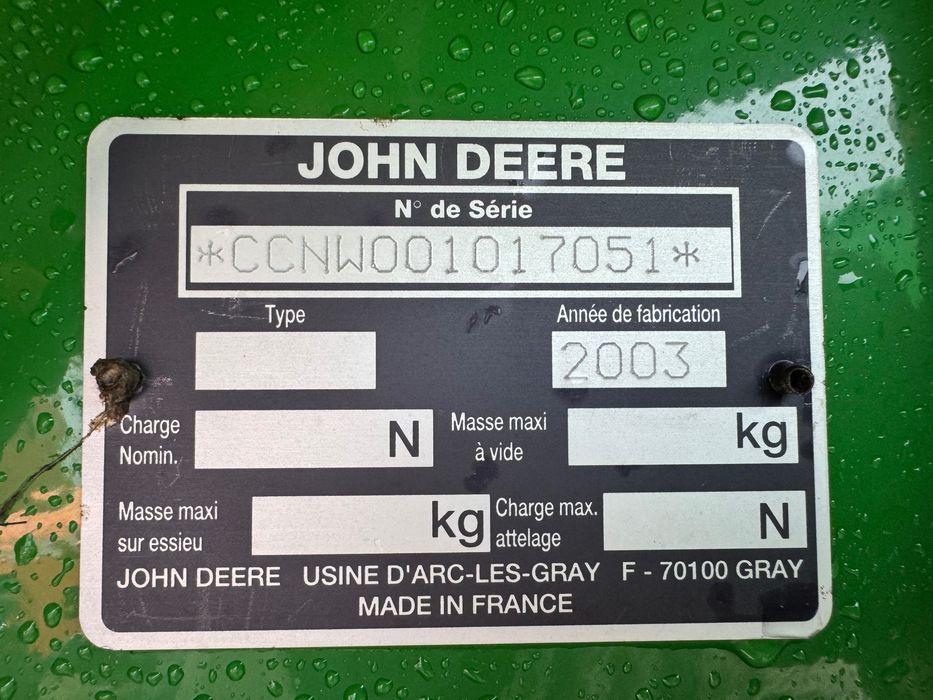 JOHN DEERE
N° de Série
*CCNW001017051*
Type
Année de fabrication
2003
Charge
Nomin.
N
Masse maxi
à vide
kg
Masse maxi
sur essieu
kg
Charge max.
attelage
N
JOHN DEERE USINE D'ARC-LES-GRAY F - 70100 GRAY
MADE IN FRANCE